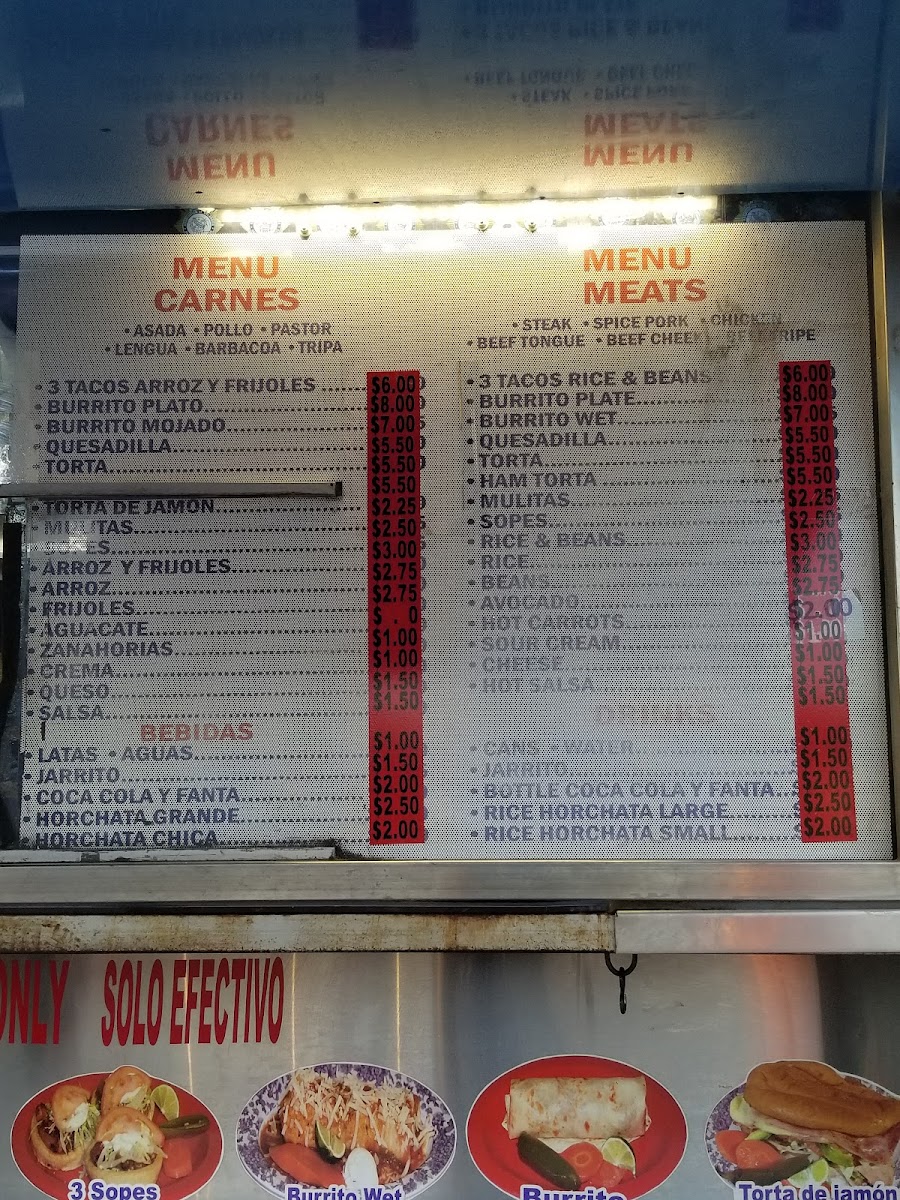 MENU
CARNES
• ASADA • POLLO • PASTOR
• LENGUA • BARBACOA • TRIPA
• 3 TACOS ARROZ Y FRIJOLES ..... $6.00
• BURRITO PLATO..... $8.00
• BURRITO MOJADO..... $7.00
• QUESADILLA..... $5.50
• TORTA..... $5.50
• TORTA DE JAMON..... $5.50
• MULITAS..... $2.25
SOPES..... $2.50
• ARROZ Y FRIJOLES..... $3.00
• ARROZ..... $2.75
• FRIJOLES..... $2.75
• AGUACATE..... $ . 0
• ZANAHORIAS..... $1.00
• CREMA..... $1.00
• QUESO..... $1.50
• SALSA..... $1.50
BEBIDAS
• LATAS • AGUAS..... $1.00
• JARRITO..... $1.50
• COCA COLA Y FANTA..... $2.00
• HORCHATA GRANDE..... $2.50
HORCHATA CHICA..... $2.00
MENU
MEATS
• STEAK • SPICE PORK • CHICKEN
• BEEF TONGUE • BEEF CHEEK BEEF TRIPE
• 3 TACOS RICE & BEANS $6.00
• BURRITO PLATE..... $8.00
• BURRITO WET..... $7.00
• QUESADILLA..... $5.50
• TORTA..... $5.50
• HAM TORTA..... $5.50
• MULITAS..... $2.25
• SOPES..... $2.50
• RICE & BEANS..... $3.00
• RICE..... $2.75
• BEANS..... $2.75
• AVOCADO..... $2.00
• HOT CARROTS..... $1.00
• SOUR CREAM..... $1.00
• CHEESE..... $1.50
• HOT SALSA..... $1.50
DRINKS
• CANS • WATER..... $1.00
• JARRITO..... $1.50
• BOTTLE COCA COLA Y FANTA... $2.00
• RICE HORCHATA LARGE..... $2.50
• RICE HORCHATA SMALL..... $2.00
ONLY SOLO EFECTIVO
3 Sopes
Burrito Wet
Burrito
Torta de jamón